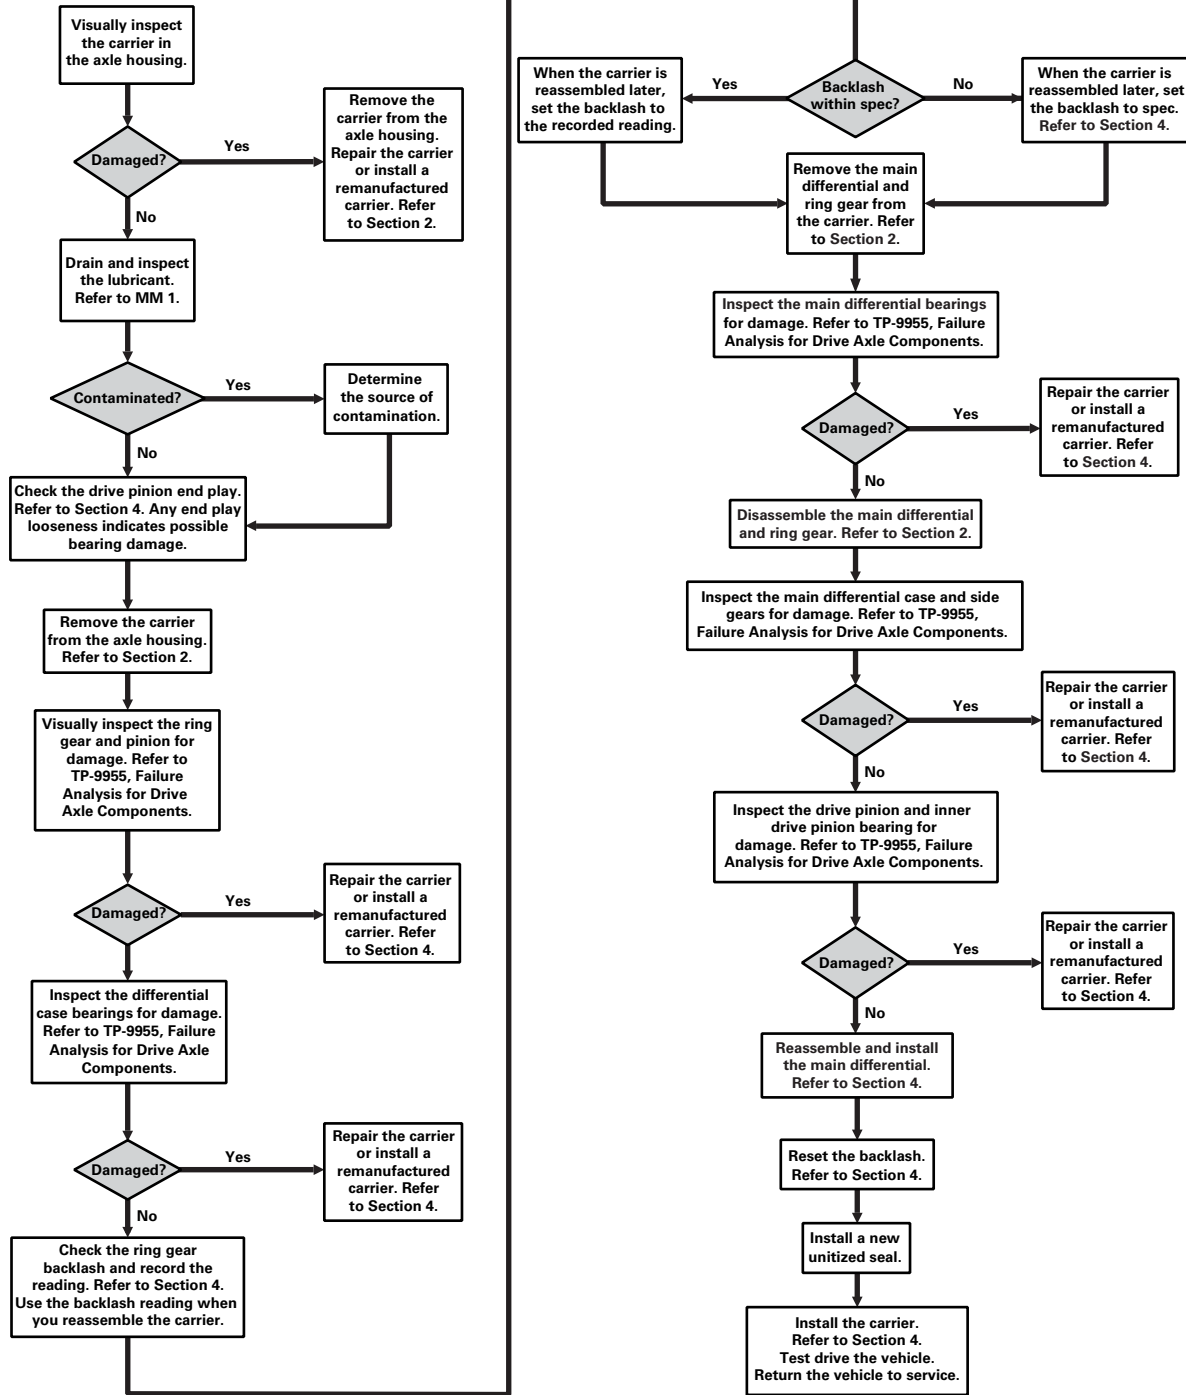 Visually inspect
the carrier in
the axle housing.
Damaged?
Yes
Remove the
carrier from the
axle housing.
Repair the carrier
or install a
remanufactured
carrier. Refer
to Section 2.
No
Drain and inspect
the lubricant.
Refer to MM 1.
Contaminated?
Yes
Determine
the source of
contamination.
No
Check the drive pinion end play.
Refer to Section 4. Any end play
looseness indicates possible
bearing damage.
Remove the carrier
from the axle housing.
Refer to Section 2.
Visually inspect the ring
gear and pinion for
damage. Refer to
TP-9955, Failure
Analysis for Drive
Axle Components.
Damaged?
Yes
Repair the carrier
or install a
remanufactured
carrier. Refer
to Section 4.
Inspect the differential
case bearings for damage.
Refer to TP-9955, Failure
Analysis for Drive Axle
Components.
Damaged?
Yes
Repair the carrier
or install a
remanufactured
carrier. Refer
to Section 4.
No
Check the ring gear
backlash and record the
reading. Refer to Section 4.
Use the backlash reading when
you reassemble the carrier.
Backlash
within spec?
Yes
When the carrier is
reassembled later,
set the backlash to
the recorded reading.
No
When the carrier is
reassembled later, set
the backlash to spec.
Refer to Section 4.
Remove the main
differential and
ring gear from
the carrier. Refer
to Section 2.
Inspect the main differential bearings
for damage. Refer to TP-9955, Failure
Analysis for Drive Axle Components.
Damaged?
Yes
Repair the carrier
or install a
remanufactured
carrier. Refer
to Section 4.
No
Disassemble the main differential
and ring gear. Refer to Section 2.
Inspect the main differential case and side
gears for damage. Refer to TP-9955,
Failure Analysis for Drive Axle Components.
Damaged?
Yes
Repair the carrier
or install a
remanufactured
carrier. Refer
to Section 4.
No
Inspect the drive pinion and inner
drive pinion bearing for
damage. Refer to TP-9955, Failure
Analysis for Drive Axle Components.
Damaged?
Yes
Repair the carrier
or install a
remanufactured
carrier. Refer
to Section 4.
No
Reassemble and install
the main differential.
Refer to Section 4.
Reset the backlash.
Refer to Section 4.
Install a new
unitized seal.
Install the carrier.
Refer to Section 4.
Test drive the vehicle.
Return the vehicle to service.